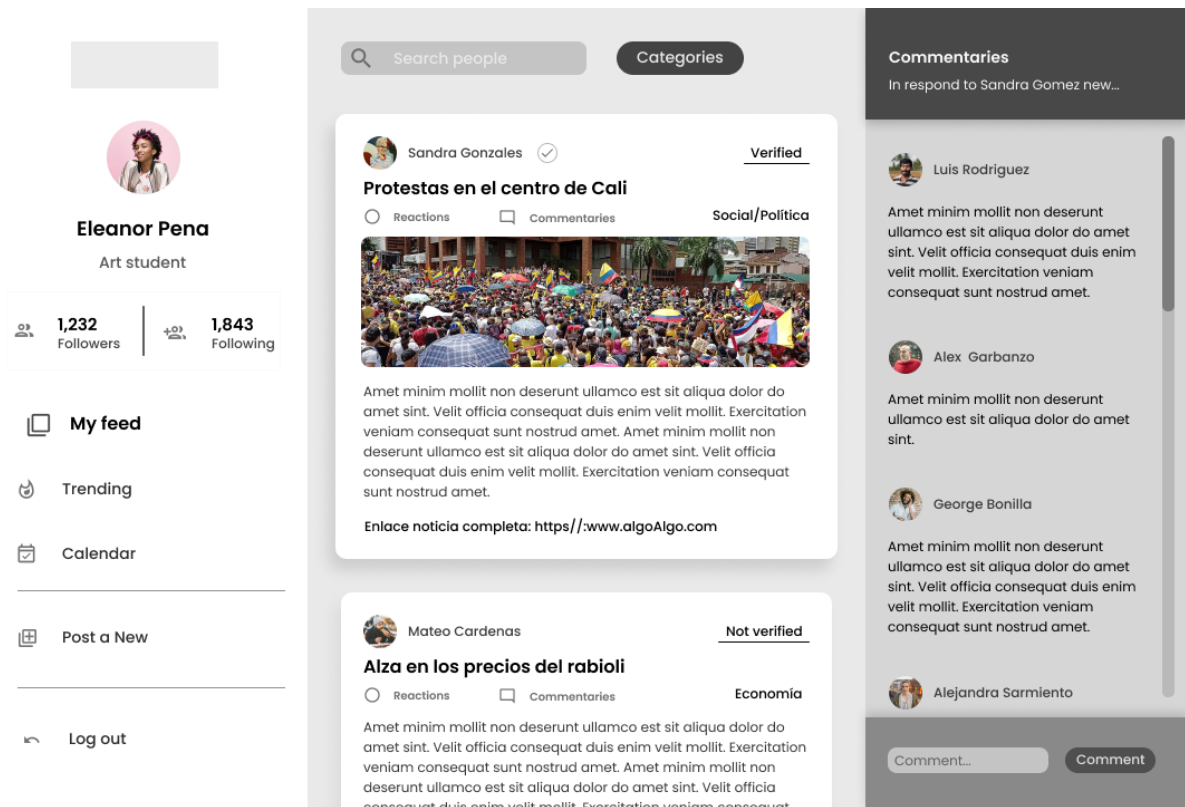 Eleanor Pena
Art student
1,232
Followers
1,843
Following
My feed
Trending
Calendar
Post a New
Log out
Search people
Categories
Sandra Gonzales
Verified
Protestas en el centro de Cali
Reactions
Commentaries
Social/Política
Amet minim mollit non deserunt ullamco est sit aliqua dolor do
amet sint. Velit officia consequat duis enim velit mollit. Exercitation
veniam consequat sunt nostrud amet. Amet minim mollit non
deserunt ullamco est sit aliqua dolor do amet sint. Velit officia
consequat duis enim velit mollit. Exercitation veniam consequat
sunt nostrud amet.
Enlace noticia completa: https//:www.algoAlgo.com
Mateo Cardenas
Not verified
Alza en los precios del rabioli
Reactions
Commentaries
Economía
Amet minim mollit non deserunt ullamco est sit aliqua dolor do
amet sint. Velit officia consequat duis enim velit mollit. Exercitation
veniam consequat sunt nostrud amet. Amet minim mollit non
deserunt ullamco est sit aliqua dolor do amet sint. Velit officia
consequat duis enim velit mollit. Exercitation veniam consequat
Commentaries
In respond to Sandra Gomez new...
Luis Rodriguez
Amet minim mollit non deserunt
ullamco est sit aliqua dolor do amet
sint. Velit officia consequat duis enim
velit mollit. Exercitation veniam
consequat sunt nostrud amet.
Alex Garbanzo
Amet minim mollit non deserunt
ullamco est sit aliqua dolor do amet
sint.
George Bonilla
Amet minim mollit non deserunt
ullamco est sit aliqua dolor do amet
sint. Velit officia consequat duis enim
velit mollit. Exercitation veniam
consequat sunt nostrud amet.
Alejandra Sarmiento
Comment...
Comment